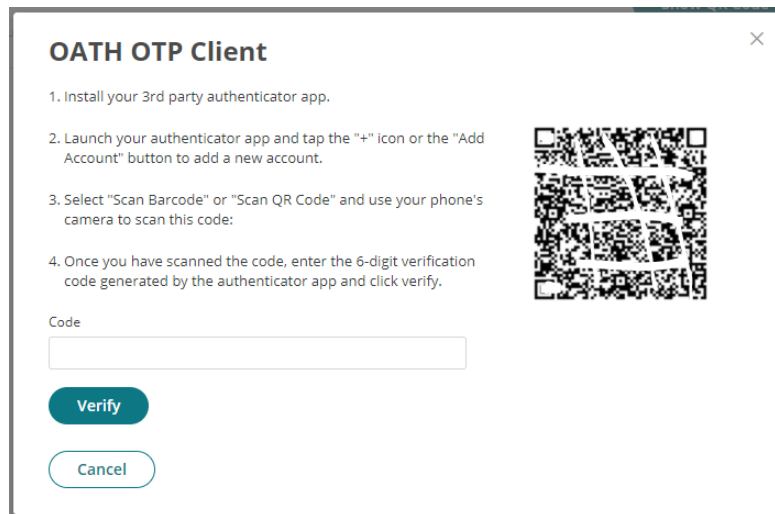 OATH OTP Client
1. Install your 3rd party authenticator app.
2. Launch your authenticator app and tap the "+" icon or the "Add
Account" button to add a new account.
3. Select "Scan Barcode" or "Scan QR Code" and use your phone's
camera to scan this code:
4. Once you have scanned the code, enter the 6-digit verification
code generated by the authenticator app and click verify.
Code
Verify
Cancel